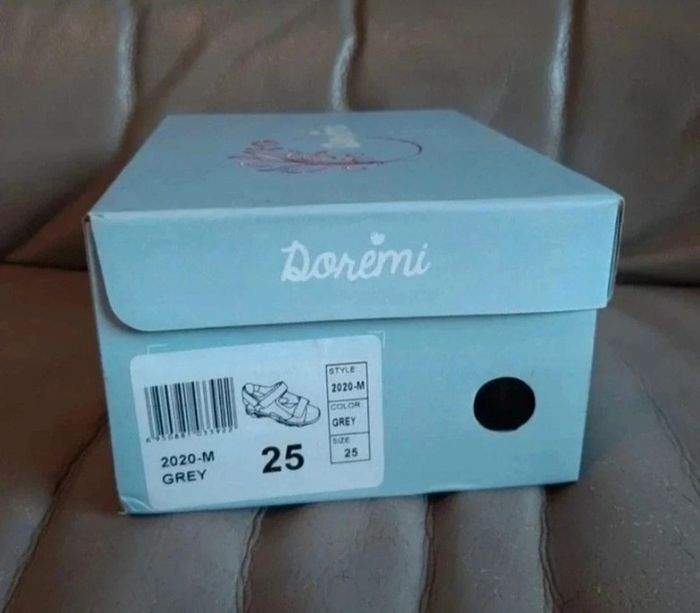 Doremi
STYLE
2020-M
COLOR
GREY
SIZE
25
2020-M
GREY
25